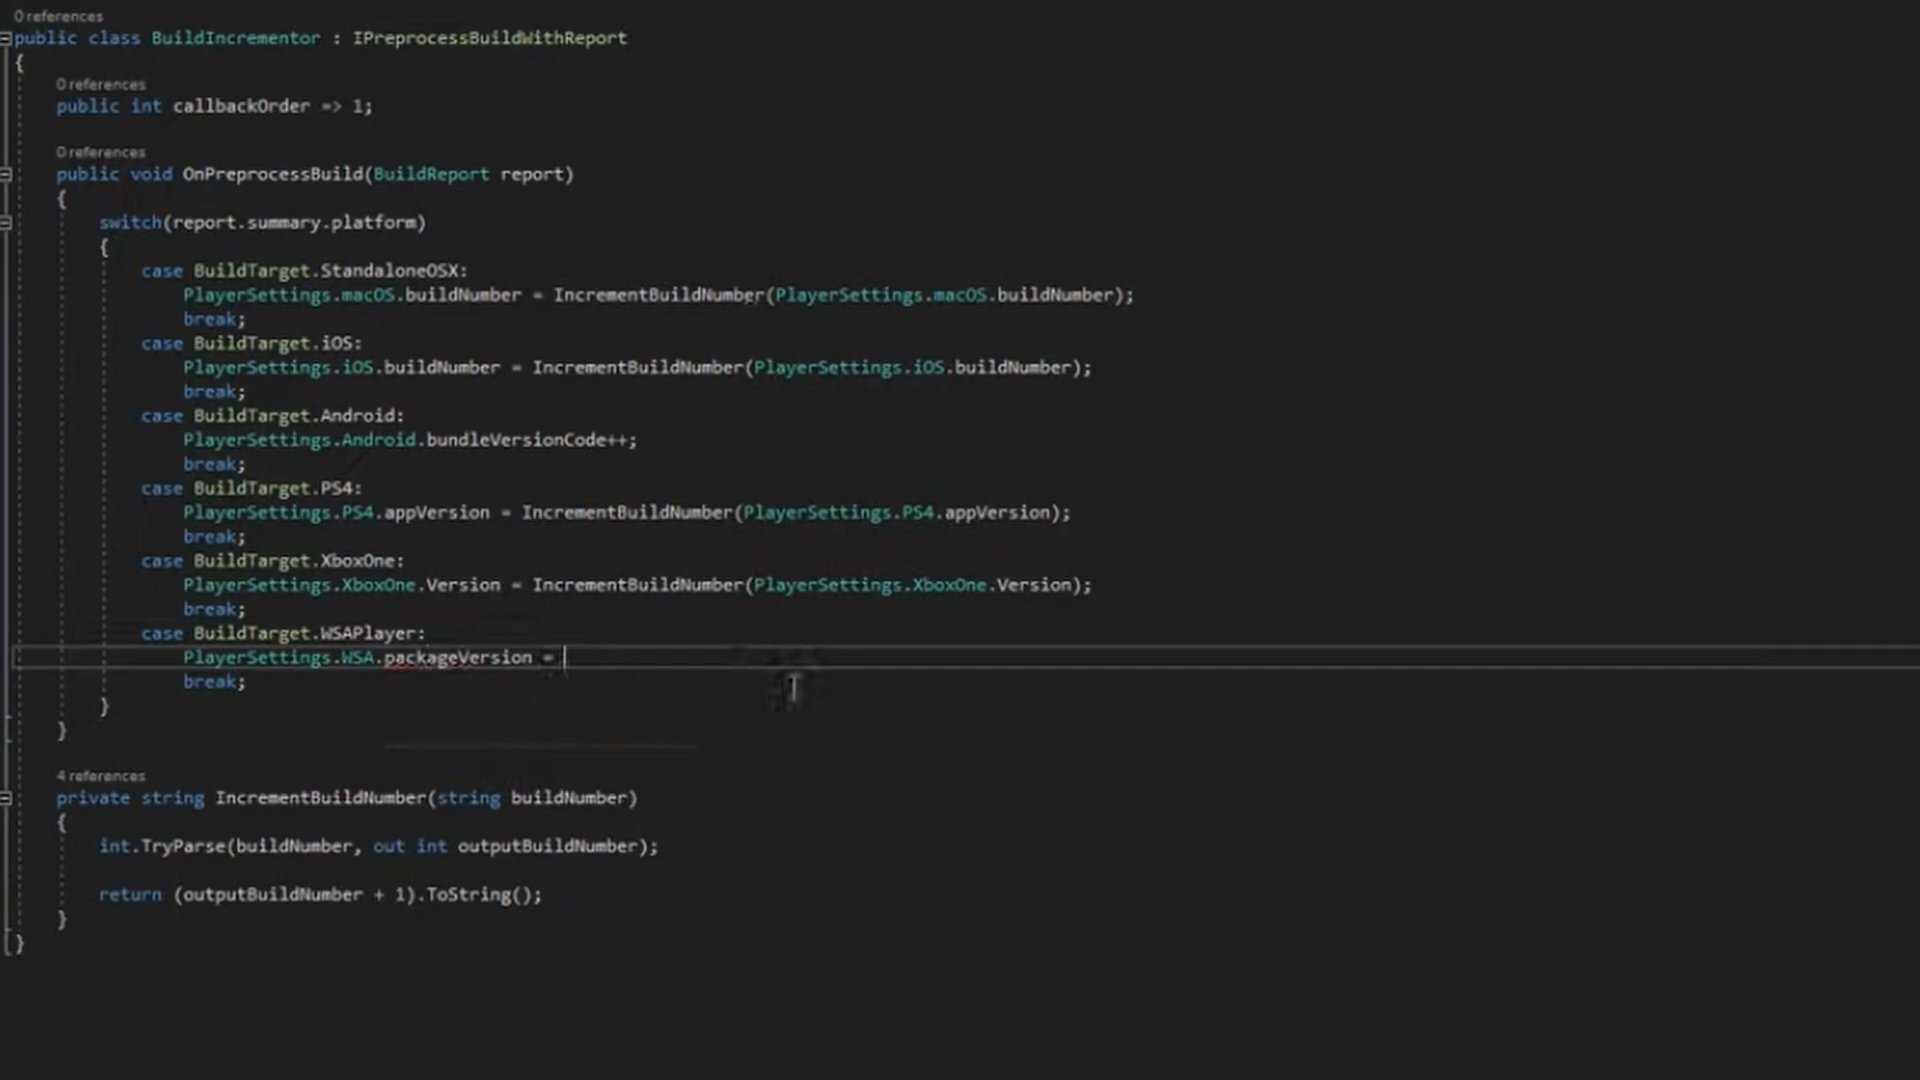 0 references
public class BuildIncrementor : IPreprocessBuildWithReport
{
0 references
public int callbackOrder => 1;
0 references
public void OnPreprocessBuild(BuildReport report)
{
switch(report.summary.platform)
{
case BuildTarget.StandaloneOSX:
PlayerSettings.macOS.buildNumber = IncrementBuildNumber(PlayerSettings.macOS.buildNumber);
break;
case BuildTarget.iOS:
PlayerSettings.iOS.buildNumber = IncrementBuildNumber(PlayerSettings.iOS.buildNumber);
break;
case BuildTarget.Android:
PlayerSettings.Android.bundleVersionCode++;
break;
case BuildTarget.PS4:
PlayerSettings.PS4.appVersion = IncrementBuildNumber(PlayerSettings.PS4.appVersion);
break;
case BuildTarget.XboxOne:
PlayerSettings.XboxOne.Version = IncrementBuildNumber(PlayerSettings.XboxOne.Version);
break;
case BuildTarget.WSAPlayer:
PlayerSettings.WSA.packageVersion =
break;
}
}
4 references
private string IncrementBuildNumber(string buildNumber)
{
int.TryParse(buildNumber, out int outputBuildNumber);
return (outputBuildNumber + 1).ToString();
}
}